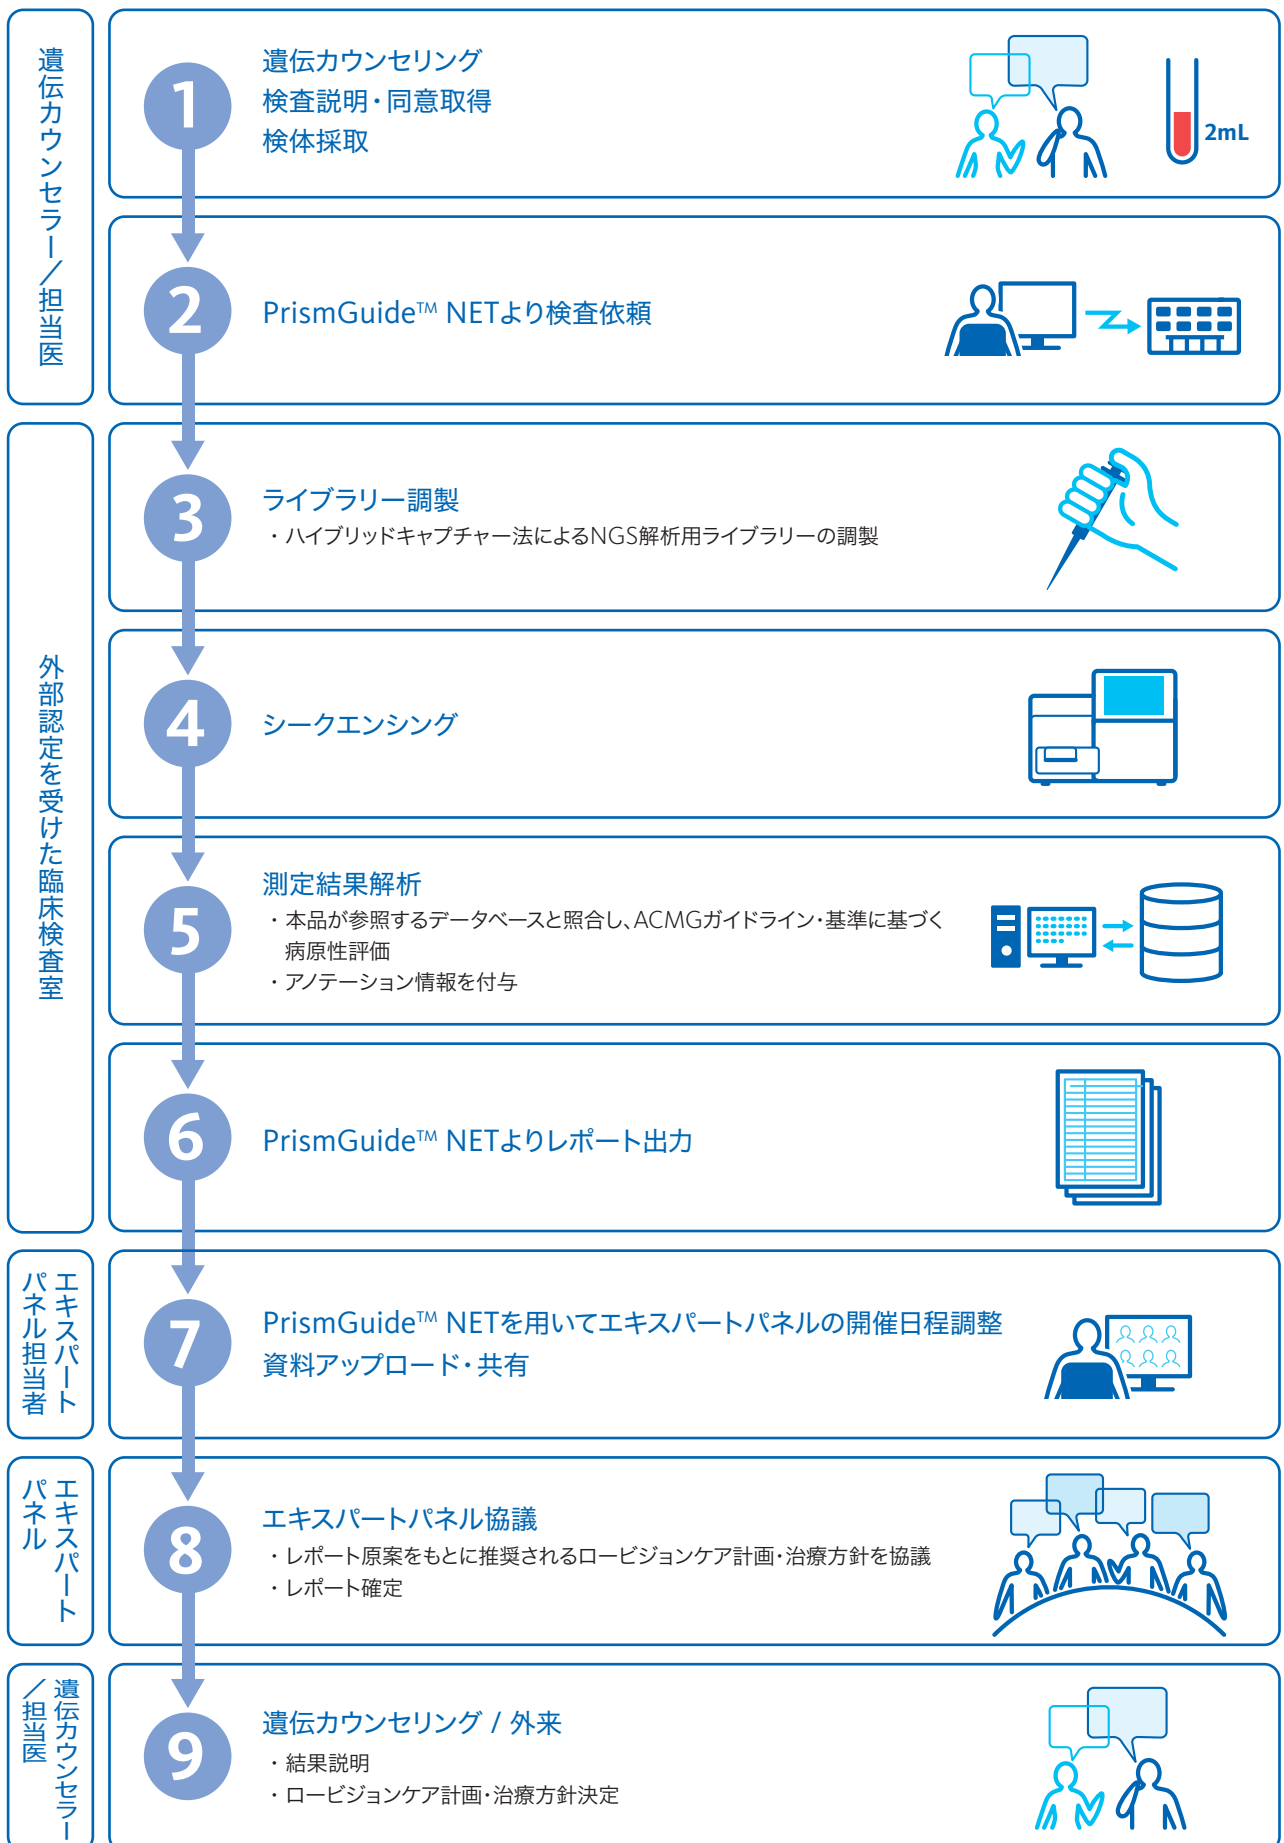 遺伝カウンセラー／担当医
1
遺伝カウンセリング
検査説明・同意取得
検体採取
2mL
2
PrismGuide™ NETより検査依頼
外部認定を受けた臨床検査室
3
ライブラリー調製
・ハイブリッドキャプチャー法によるNGS解析用ライブラリーの調製
4
シークエンシング
5
測定結果解析
・本品が参照するデータベースと照合し、ACMGガイドライン・基準に基づく
病原性評価
・アノテーション情報を付与
6
PrismGuide™ NETよりレポート出力
エキスパート
パネル担当者
7
PrismGuide™ NETを用いてエキスパートパネルの開催日程調整
資料アップロード・共有
エキスパート
パネル
8
エキスパートパネル協議
・レポート原案をもとに推奨されるロービジョンケア計画・治療方針を協議
・レポート確定
遺伝カウンセラー
／担当医
9
遺伝カウンセリング / 外来
・結果説明
・ロービジョンケア計画・治療方針決定